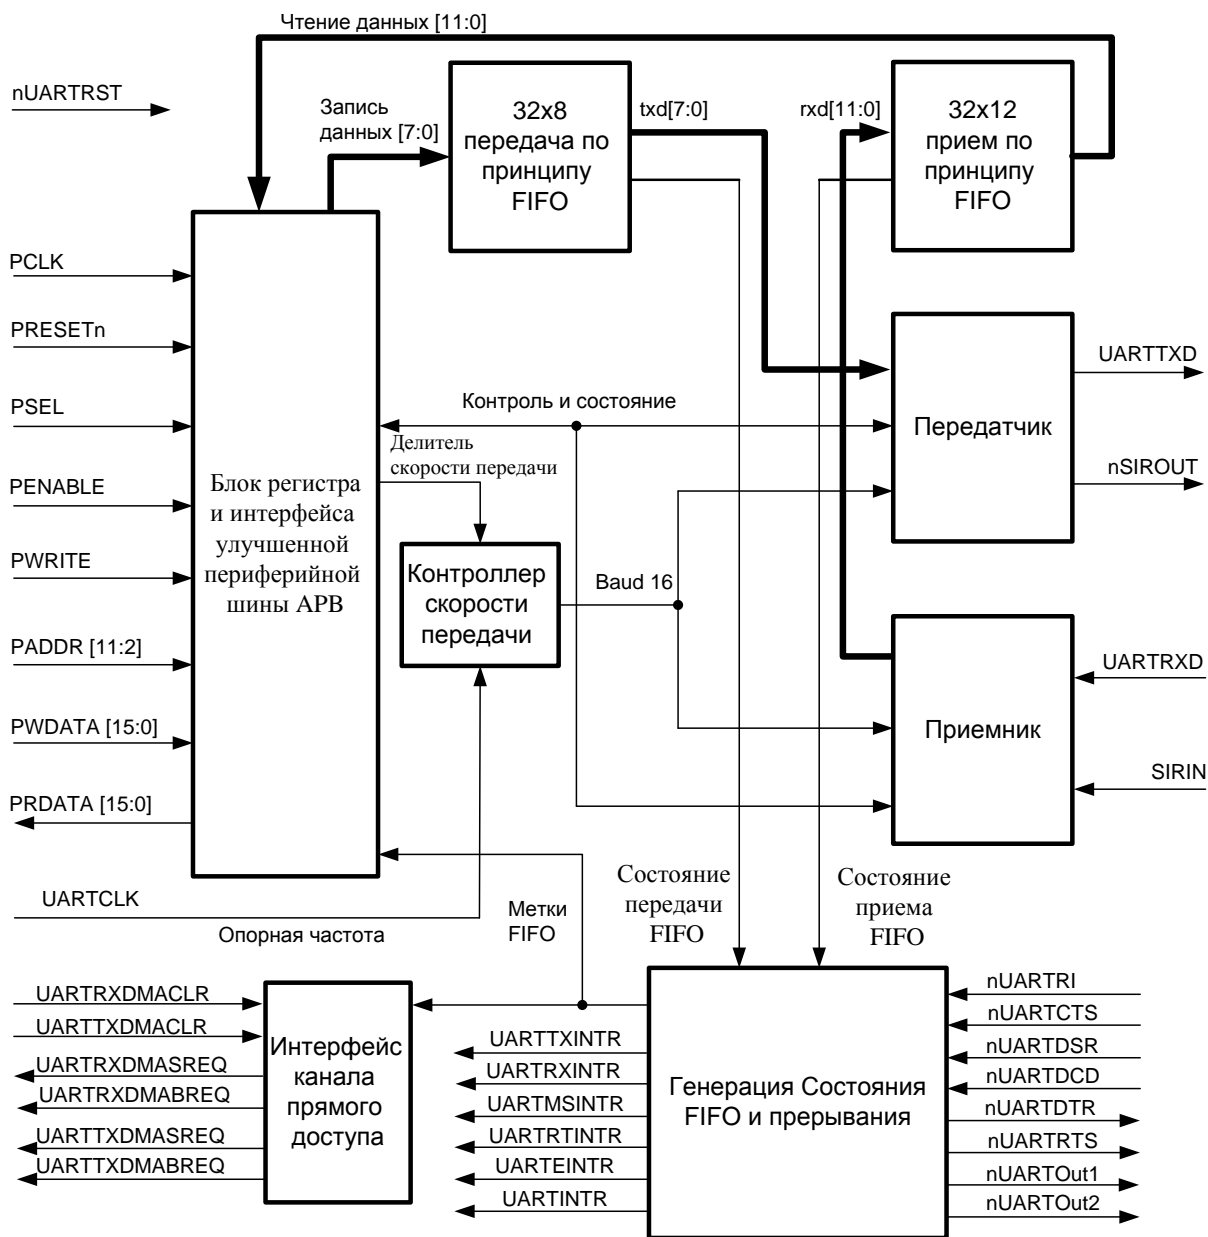 Чтение данных [11:0]
nUARTRST
Запись
данных [7:0]
32x8
передача по
принципу
FIFO
txd[7:0]
rxd[11:0]
32x12
прием по
принципу
FIFO
PCLK
PRESETn
PSEL
PENABLE
PWRITE
PADDR [11:2]
PWDATA [15:0]
PRDATA [15:0]
Блок регистра
и интерфейса
улучшенной
периферийной
шины APB
Контроль и состояние
Делитель
скорости передачи
Контроллер
скорости
передачи
Baud 16
Передатчик
UARTTXD
nSIROUT
Приемник
UARTRXD
SIRIN
UARTCLK
Опорная частота
Метки
FIFO
Состояние
передачи
FIFO
Состояние
приема
FIFO
UARTRXDMACLR
UARTTXDMACLR
UARTRXDMASREQ
UARTRXDMABREQ
UARTTXDMASREQ
UARTTXDMABREQ
Интерфейс
канала
прямого
доступа
UARTTXINTR
UARTRXINTR
UARTMSINTR
UARTRTINTR
UARTEINTR
UARTINTR
Генерация Состояния
FIFO и прерывания
nUARTRI
nUARTCTS
nUARTDSR
nUARTDCD
nUARTDTR
nUARTRTS
nUARTOut1
nUARTOut2